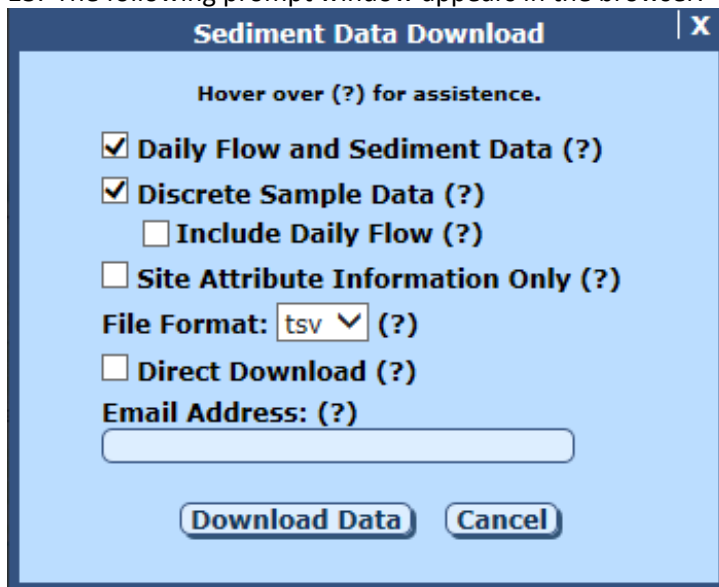 Sediment Data Download
X
Hover over (?) for assistence.
Daily Flow and Sediment Data (?)
Discrete Sample Data (?)
Include Daily Flow (?)
Site Attribute Information Only (?)
File Format: tsv (?)
Direct Download (?)
Email Address: (?)
Download Data Cancel